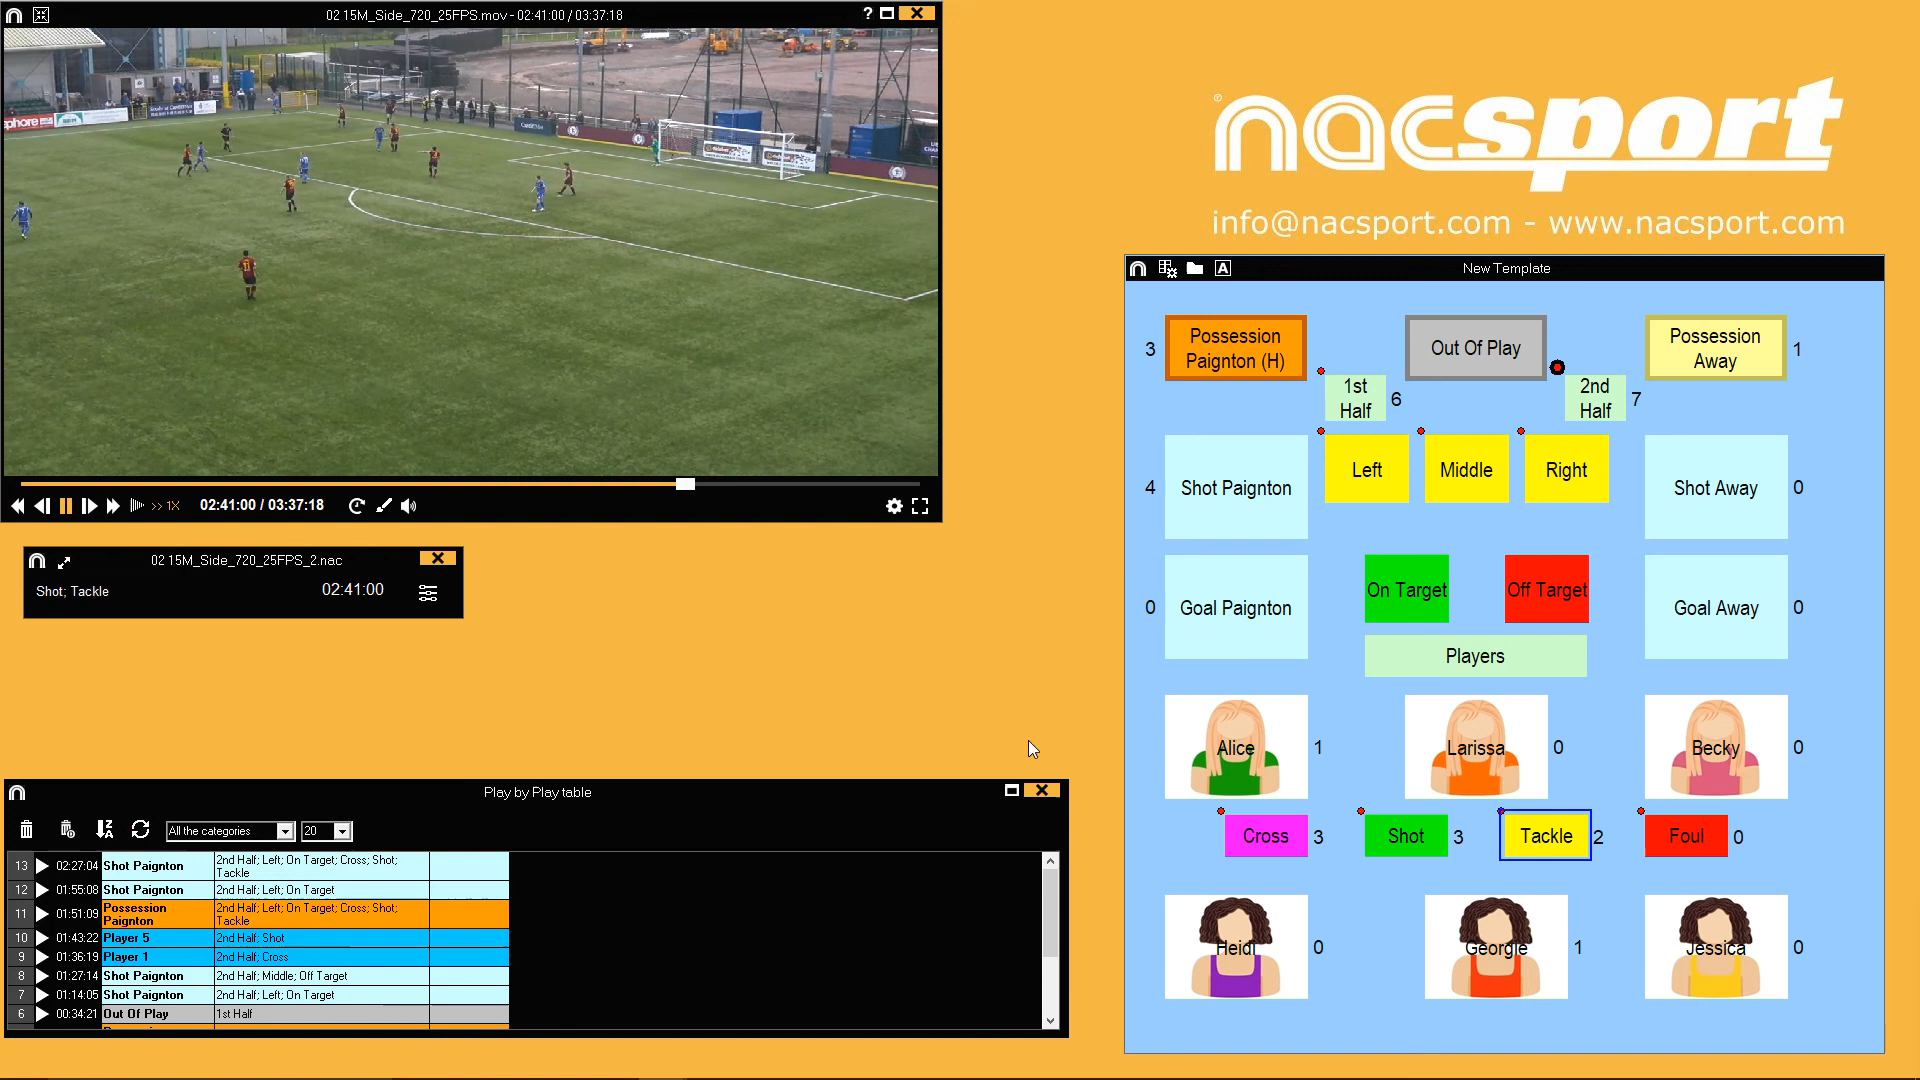 02 15M_Side_720_25FPS.mov - 02:41:00 / 03:37:18
?
phore
11
>> 1X
02:41:00 / 03:37:18
02 15M_Side_720_25FPS_2.nac
Shot; Tackle
02:41:00
Play by Play table
All the categories
20
13 02:27:04 Shot Paignton 2nd Half; Left; On Target; Cross; Shot;
Tackle
12 01:55:08 Shot Paignton 2nd Half; Left; On Target
11 01:51:09 Possession
Paignton 2nd Half; Left; On Target; Cross; Shot;
Tackle
10 01:43:22 Player 5 2nd Half; Shot
9 01:36:19 Player 1 2nd Half; Cross
8 01:27:14 Shot Paignton 2nd Half; Middle; Off Target
7 01:14:05 Shot Paignton 2nd Half; Left; On Target
6 00:34:21 Out Of Play 1st Half
nacsport
info@nacsport.com - www.nacsport.com
A
New Template
3
Possession
Paignton (H)
Out Of Play
Possession
Away
1
1st
Half
6
2nd
Half
7
4
Shot Paignton
Left
Middle
Right
Shot Away
0
0
Goal Paignton
On Target
Off Target
Goal Away
0
Players
Alice
1
Larissa
0
Becky
0
Cross
3
Shot
3
Tackle
2
Foul
0
Heidi
0
Georgie
1
Jessica
0